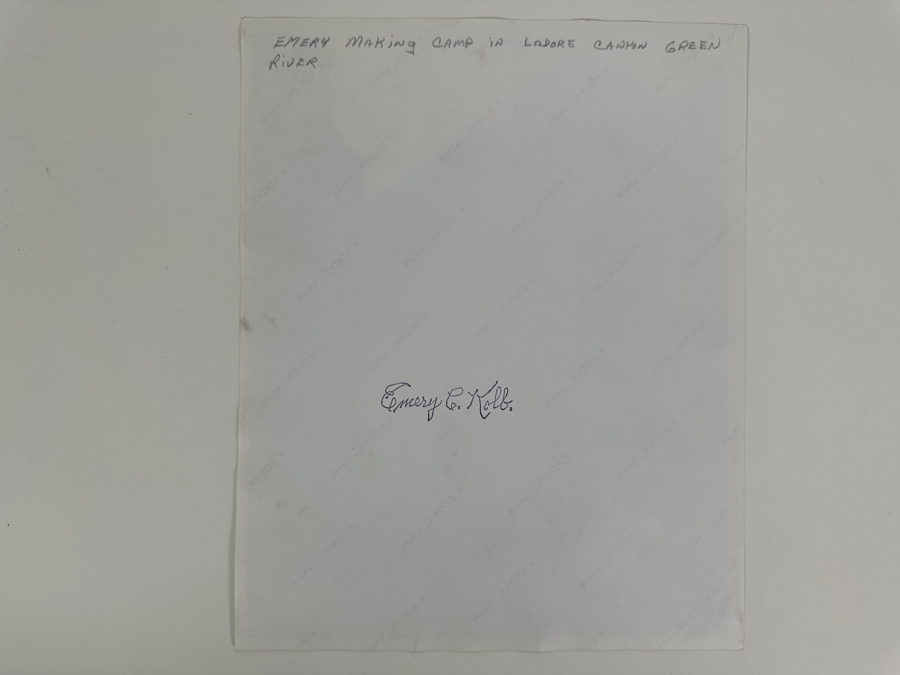 EMERY MAKiNg CAMP iN LADORE CANYON GREEN
RiVER
Emery C. Kolb.